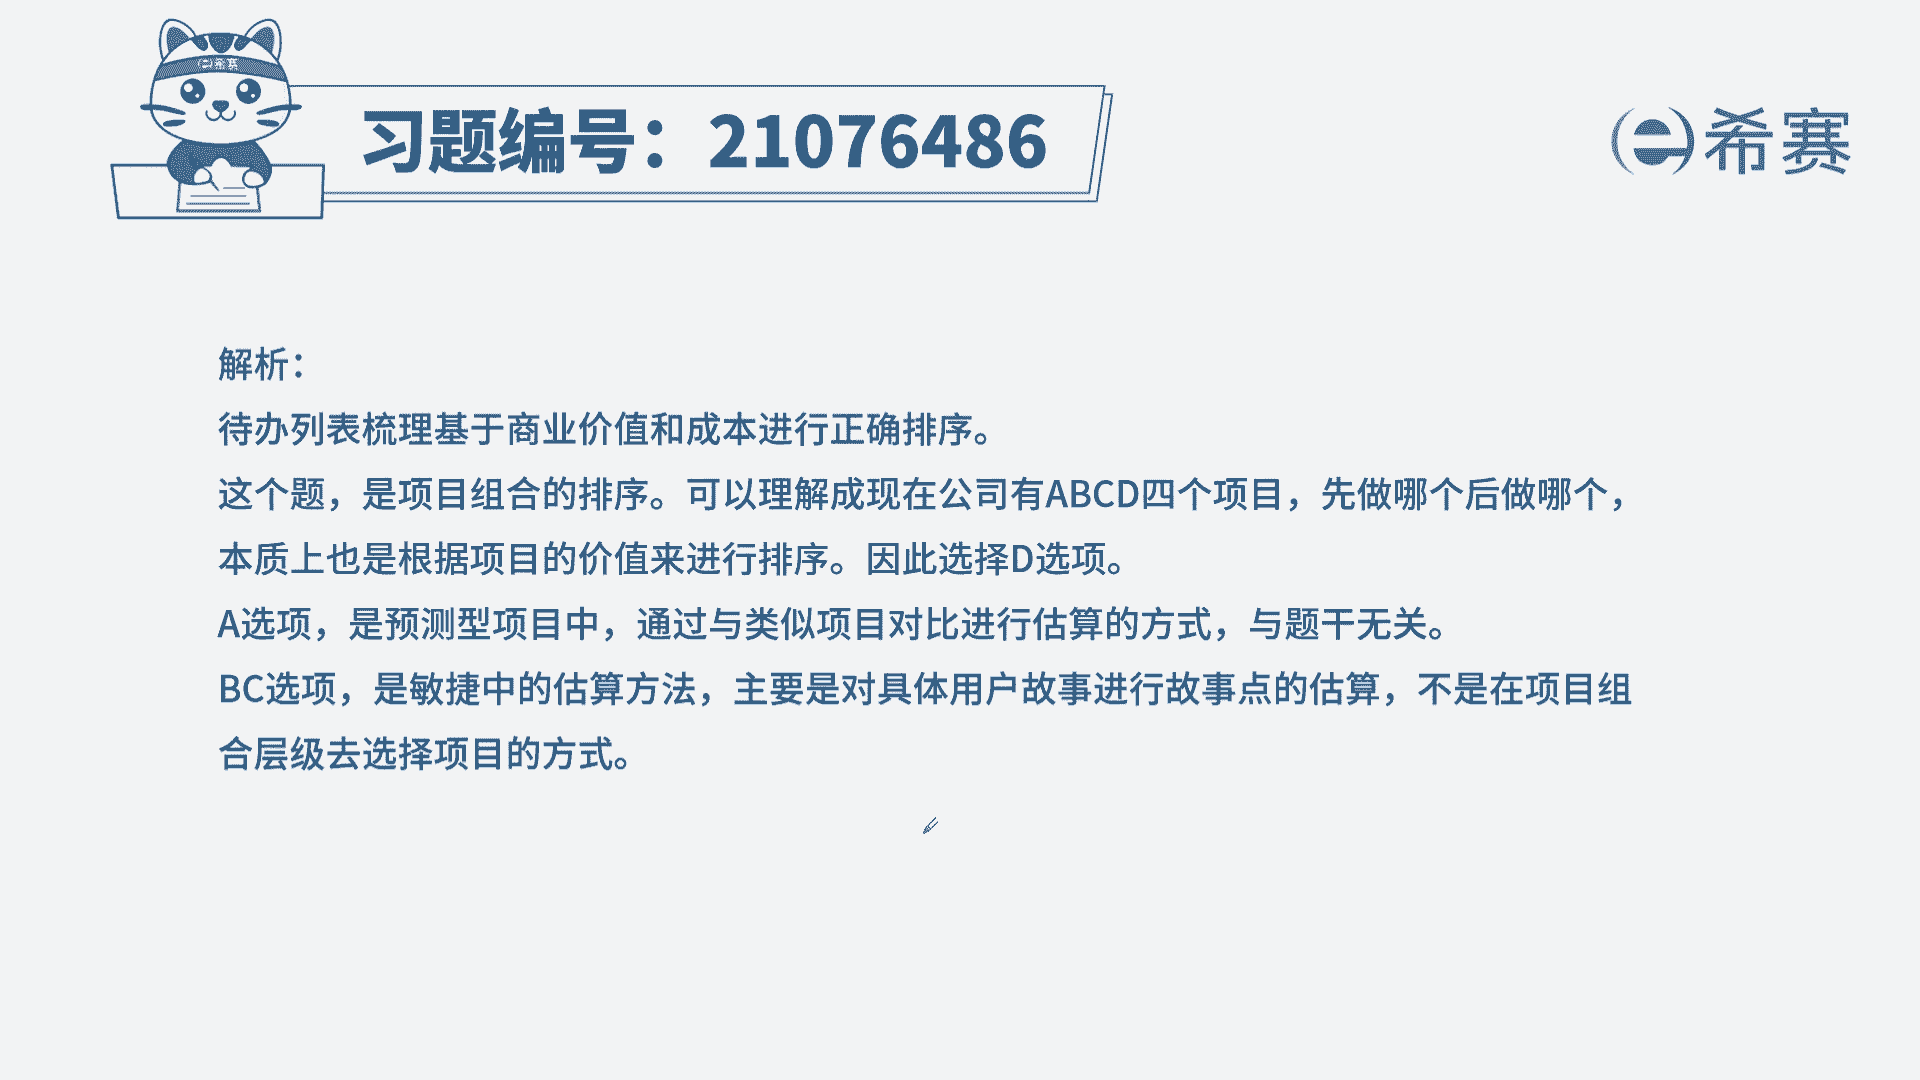 希赛
习题编号：21076486
希赛
解析：
待办列表梳理基于商业价值和成本进行正确排序。
这个题，是项目组合的排序。可以理解成现在公司有ABCD四个项目，先做哪个后做哪个，
本质上也是根据项目的价值来进行排序。因此选择D选项。
A选项，是预测型项目中，通过与类似项目对比进行估算的方式，与题干无关。
BC选项，是敏捷中的估算方法，主要是对具体用户故事进行故事点的估算，不是在项目组
合层级去选择项目的方式。